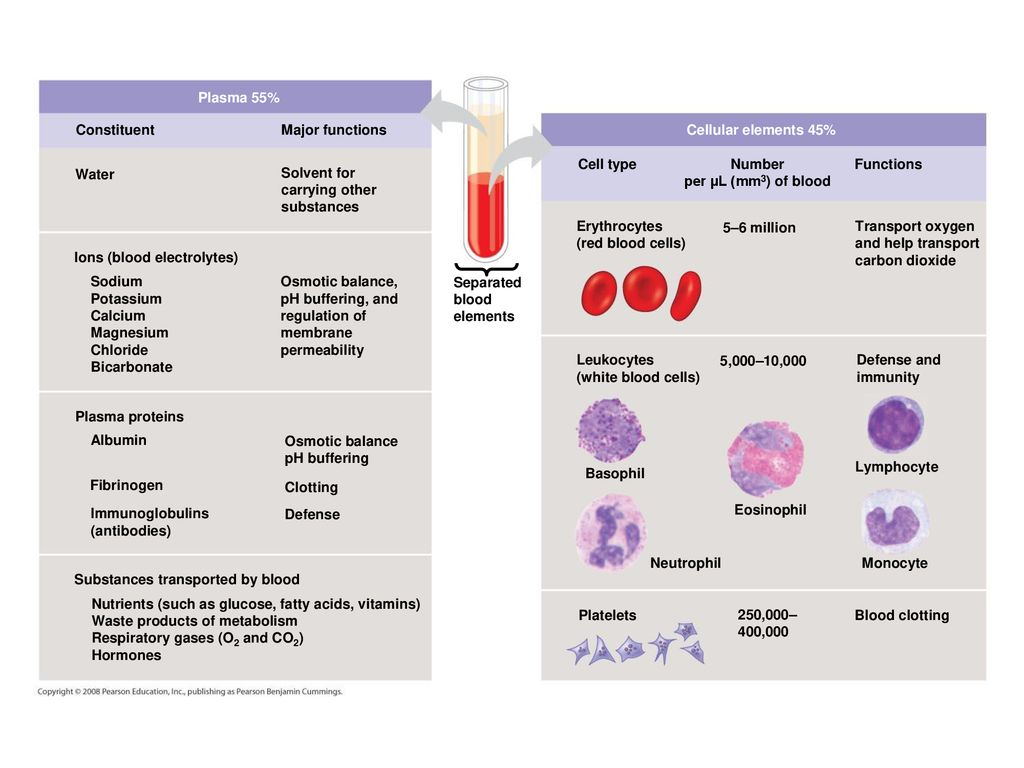 Plasma 55%
Constituent Major functions
Water
Solvent for
carrying other
substances
Ions (blood electrolytes)
Sodium
Potassium
Calcium
Magnesium
Chloride
Bicarbonate
Osmotic balance,
pH buffering, and
regulation of
membrane
permeability
Plasma proteins
Albumin
Osmotic balance
pH buffering
Fibrinogen
Clotting
Immunoglobulins
(antibodies)
Defense
Substances transported by blood
Nutrients (such as glucose, fatty acids, vitamins)
Waste products of metabolism
Respiratory gases (O₂ and CO₂)
Hormones
Separated
blood
elements
Cellular elements 45%
Cell type
Number
per µL (mm³) of blood
Functions
Erythrocytes
(red blood cells)
5–6 million
Transport oxygen
and help transport
carbon dioxide
Leukocytes
(white blood cells)
5,000–10,000
Defense and
immunity
Basophil
Eosinophil
Lymphocyte
Neutrophil
Monocyte
Platelets
250,000–
400,000
Blood clotting
Copyright © 2008 Pearson Education, Inc., publishing as Pearson Benjamin Cummings.